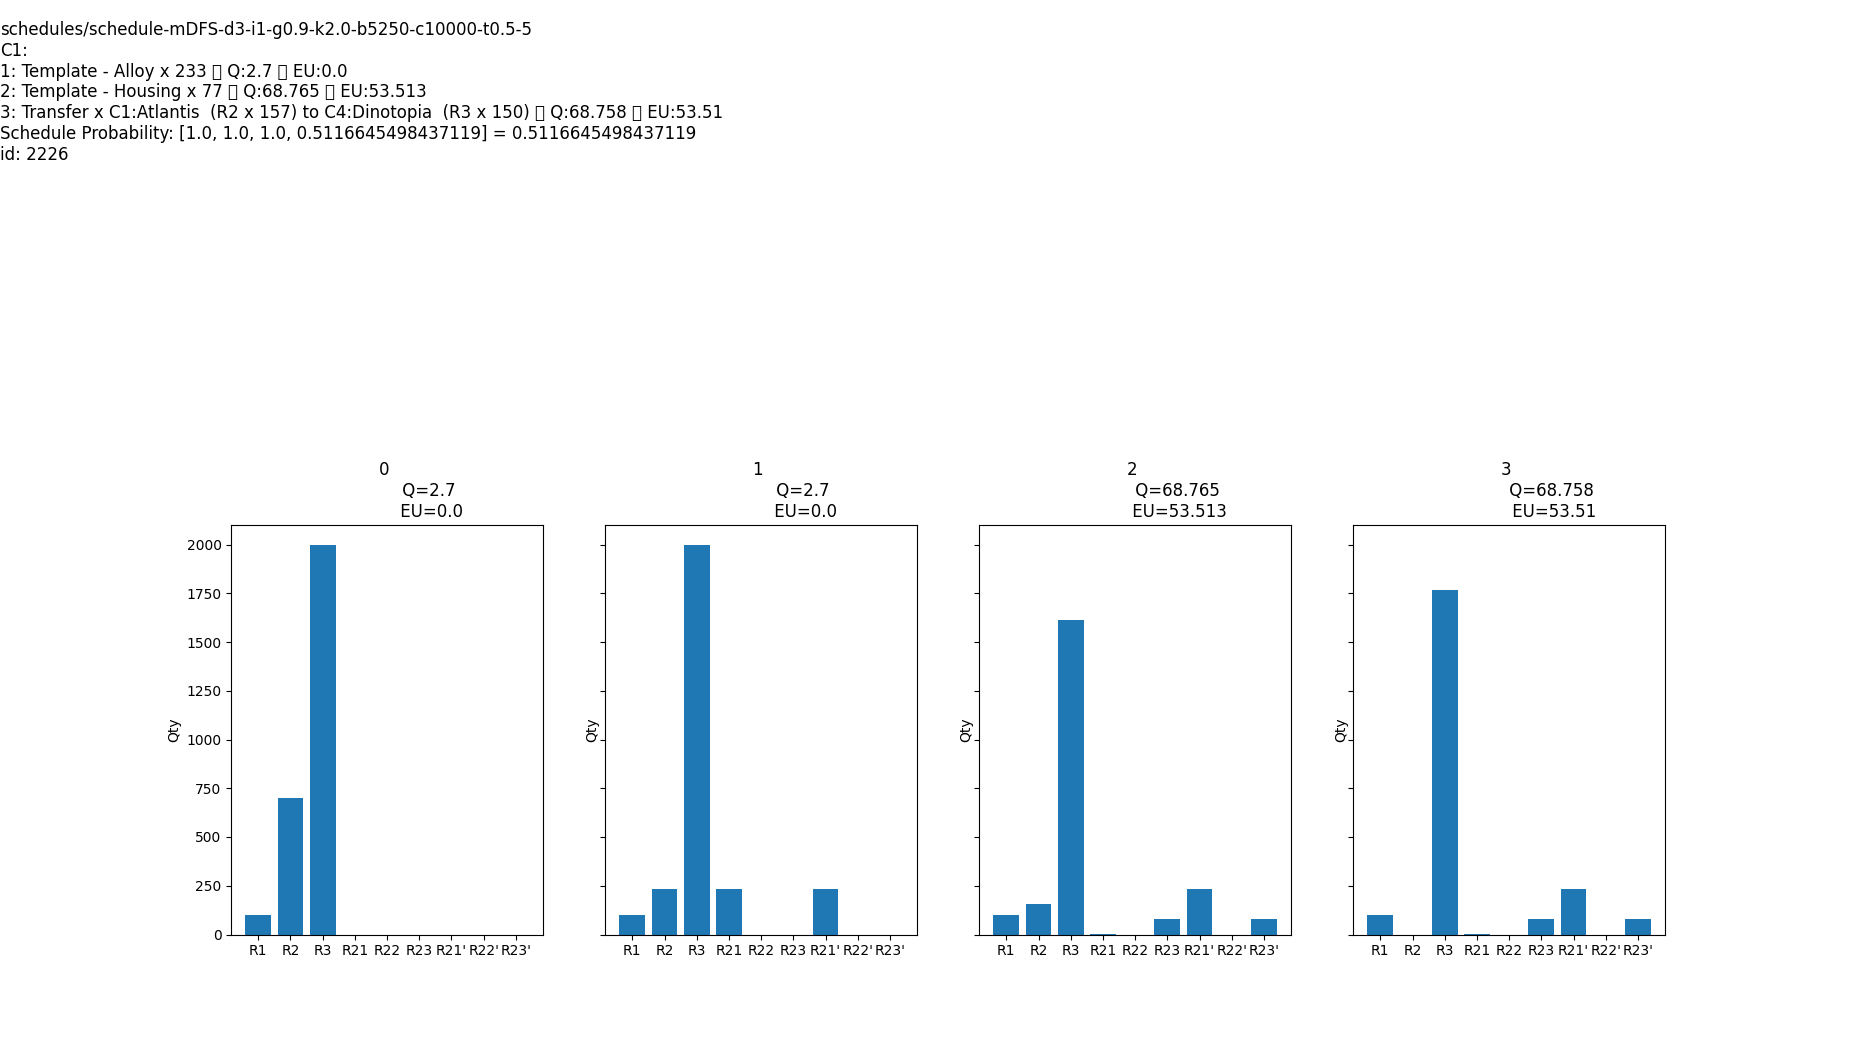 schedules/schedule-mDFS-d3-i1-g0.9-k2.0-b5250-c10000-t0.5-5
C1:
1: Template - Alloy x 233 ▯ Q:2.7 ▯ EU:0.0
2: Template - Housing x 77 ▯ Q:68.765 ▯ EU:53.513
3: Transfer x C1:Atlantis  (R2 x 157) to C4:Dinotopia  (R3 x 150) ▯ Q:68.758 ▯ EU:53.51
Schedule Probability: [1.0, 1.0, 1.0, 0.5116645498437119] = 0.5116645498437119
id: 2226
0
Q=2.7
EU=0.0
1
Q=2.7
EU=0.0
2
Q=68.765
EU=53.513
3
Q=68.758
EU=53.51
2000
1750
1500
1250
1000
750
500
250
0
Qty
R1 R2 R3 R21 R22 R23 R21' R22' R23'
Qty
R1 R2 R3 R21 R22 R23 R21' R22' R23'
Qty
R1 R2 R3 R21 R22 R23 R21' R22' R23'
Qty
R1 R2 R3 R21 R22 R23 R21' R22' R23'